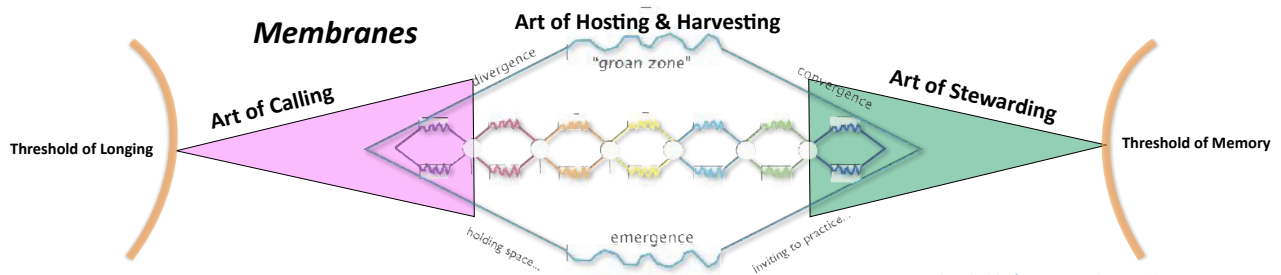 Membranes
Art of Hosting & Harvesting
divergence
"groan zone"
convergence
Art of Calling
Art of Stewarding
Threshold of Longing
Threshold of Memory
holding space...
emergence
inviting to practice...